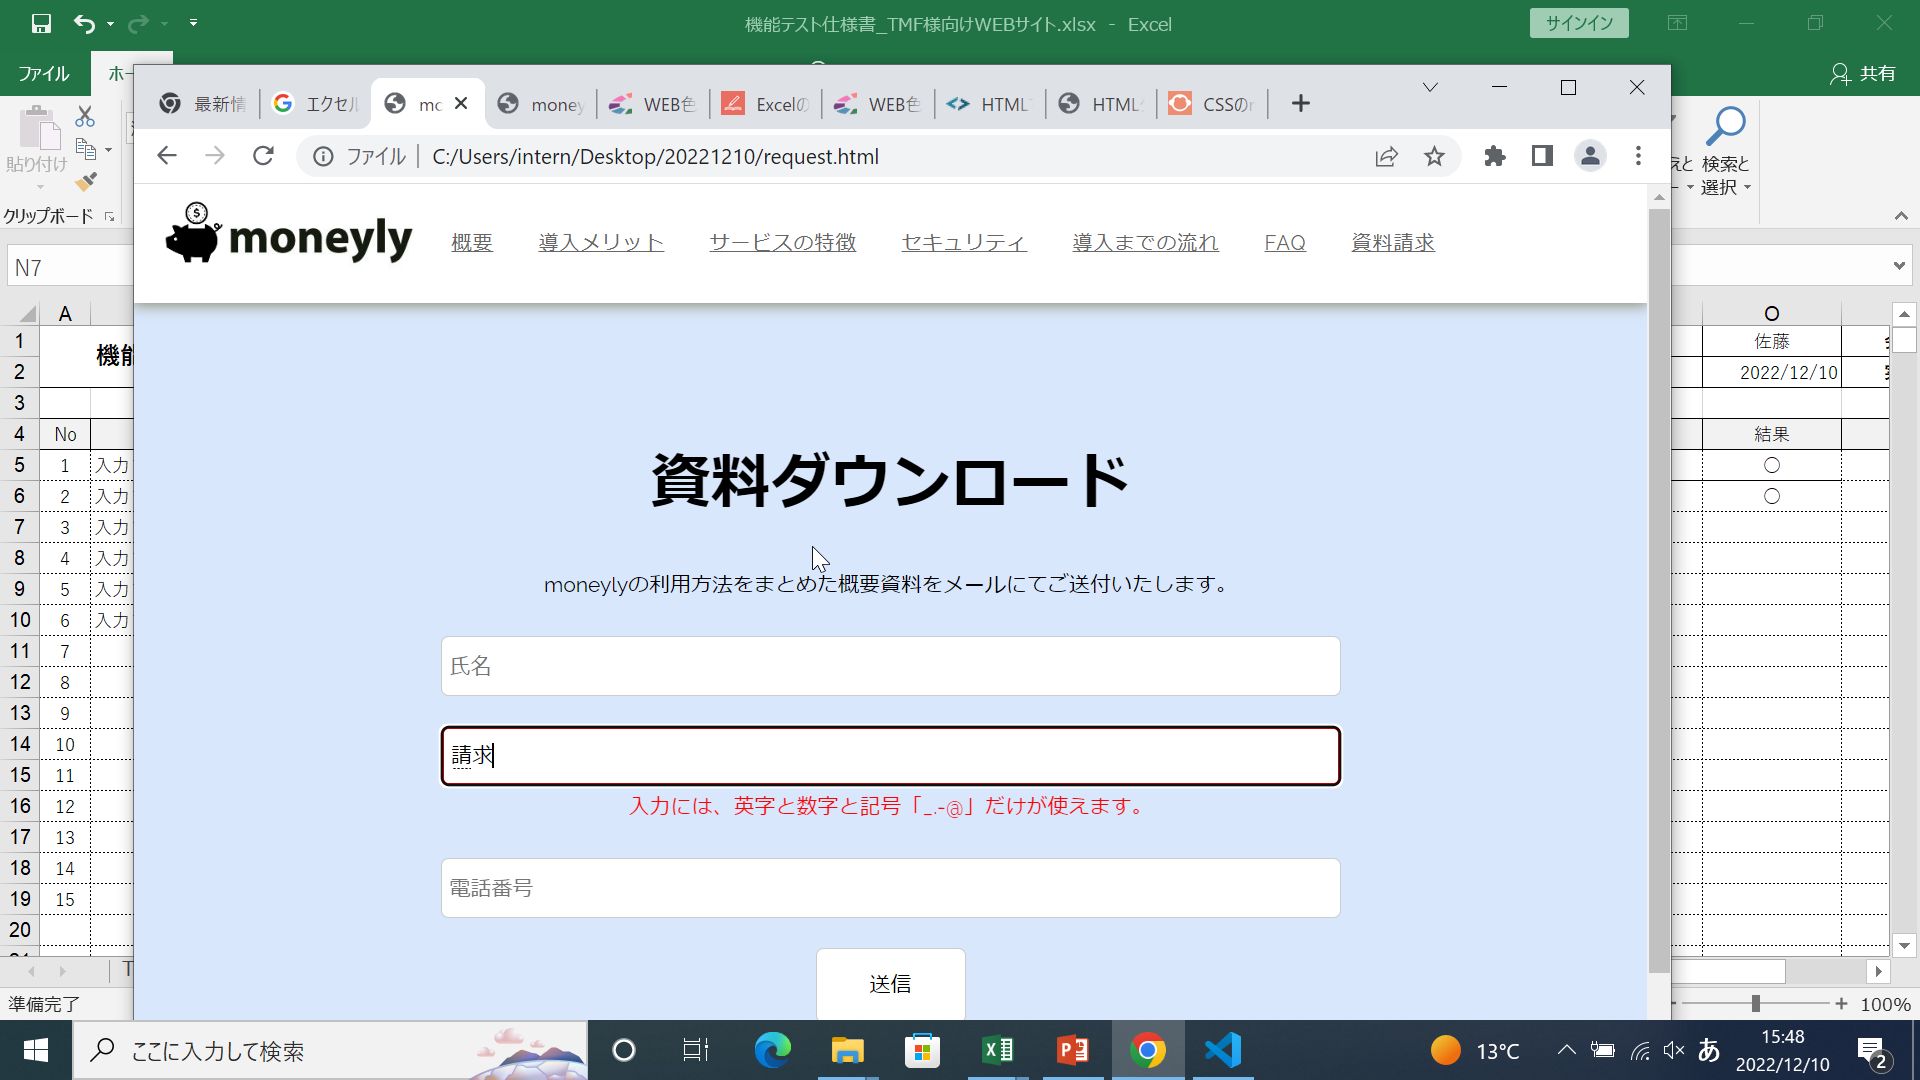 機能テスト仕様書_TMF様向けWEBサイト.xlsx - Excel
サインイン
ファイル
ホー
共有
最新情
エクセル
mc
money
WEB色
Excelの
WEB色
HTML
HTML
CSSの
ファイル
C:/Users/intern/Desktop/20221210/request.html
貼り付け
クリップボード
検索と
選択
N7
moneyly
概要
導入メリット
サービスの特徴
セキュリティ
導入までの流れ
FAQ
資料請求
A
O
1
機能
佐藤
2
2022/12/10
3
4
No
結果
5
1
入力
○
6
2
入力
○
7
3
入力
8
4
入力
9
5
入力
10
6
入力
11
7
12
8
13
9
14
10
15
11
16
12
17
13
18
14
19
15
20
資料ダウンロード
moneylyの利用方法をまとめた概要資料をメールにてご送付いたします。
氏名
請求
入力には、英字と数字と記号「_.-@」だけが使えます。
電話番号
送信
準備完了
100%
ここに入力して検索
13℃
あ
15:48
2022/12/10
2